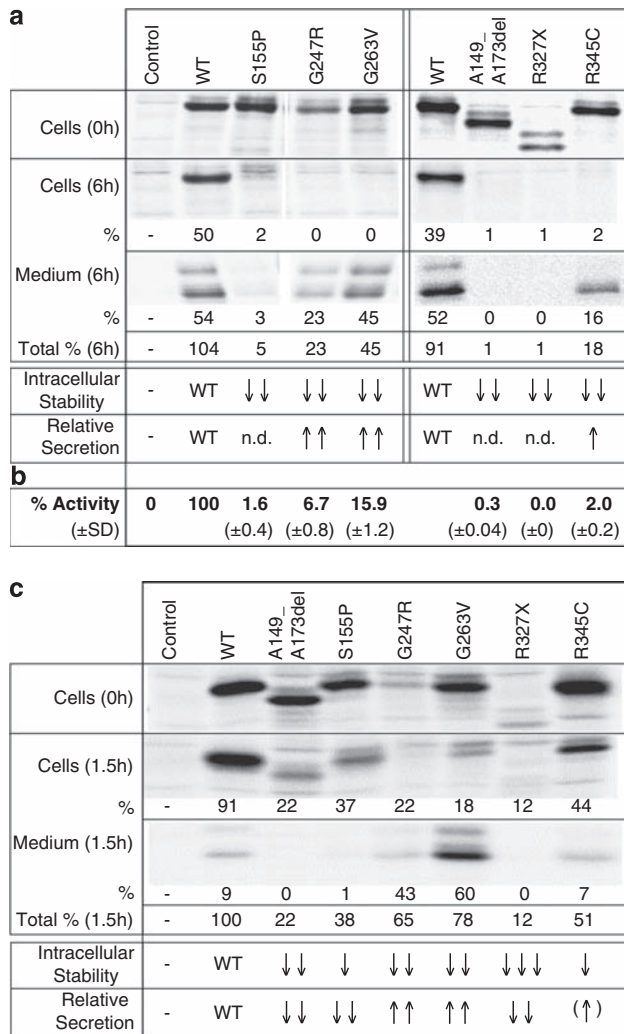 a
Control WT S155P G247R G263V WT A149_A173del R327X R345C
Cells (0h)
Cells (6h)
% - 50 2 0 0 39 1 1 2
Medium (6h)
% - 54 3 23 45 52 0 0 16
Total % (6h) - 104 5 23 45 91 1 1 18
Intracellular
Stability - WT ↓↓ ↓↓ ↓↓ WT ↓↓ ↓↓ ↓↓
Relative
Secretion - WT n.d. ↑↑ ↑↑ WT n.d. n.d. ↑
b
% Activity 0 100 1.6 6.7 15.9 0.3 0.0 2.0
(±SD) (±0.4) (±0.8) (±1.2) (±0.04) (±0) (±0.2)
c
Control WT A149_A173del S155P G247R G263V R327X R345C
Cells (0h)
Cells (1.5h)
% - 91 22 37 22 18 12 44
Medium (1.5h)
% - 9 0 1 43 60 0 7
Total % (1.5h) - 100 22 38 65 78 12 51
Intracellular
Stability - WT ↓↓ ↓ ↓↓ ↓↓ ↓↓↓ ↓
Relative
Secretion - WT ↓↓ ↓↓ ↑↑ ↑↑ ↓↓ (↑)